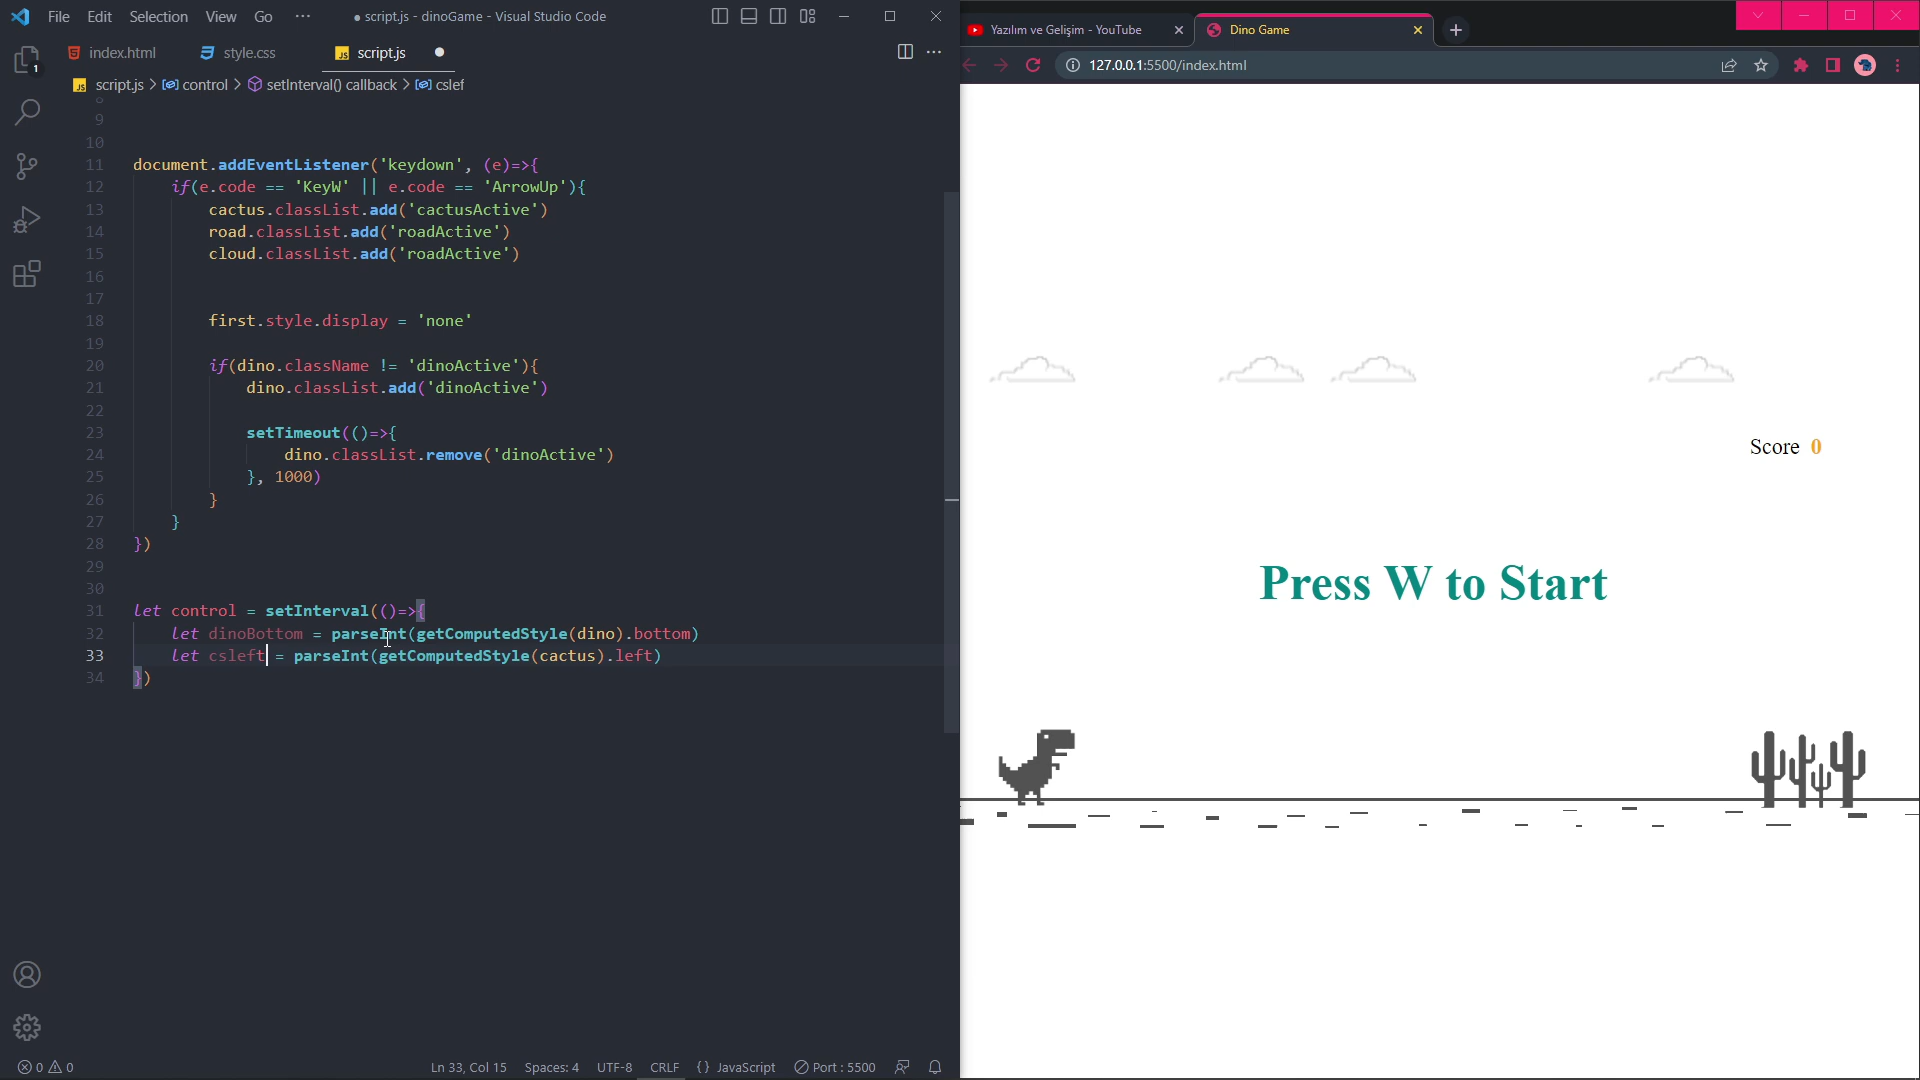 File Edit Selection View Go ··· ● script.js - dinoGame - Visual Studio Code
index.html style.css script.js ●
script.js > control > setInterval() callback > cslef
1
9
10
11 document.addEventListener('keydown', (e)=>{
12 if(e.code == 'KeyW' || e.code == 'ArrowUp'){
13 cactus.classList.add('cactusActive')
14 road.classList.add('roadActive')
15 cloud.classList.add('roadActive')
16
17
18 first.style.display = 'none'
19
20 if(dino.className != 'dinoActive'){
21 dino.classList.add('dinoActive')
22
23 setTimeout(()=>{
24 dino.classList.remove('dinoActive')
25 }, 1000)
26 }
27 }
28 })
29
30
31 let control = setInterval(()=>{
32 let dinoBottom = parseInt(getComputedStyle(dino).bottom)
33 let csleft = parseInt(getComputedStyle(cactus).left)
34 })
0 0 Ln 33, Col 15 Spaces: 4 UTF-8 CRLF {} JavaScript Port : 5500
Yazılım ve Gelişim - YouTube Dino Game
127.0.0.1:5500/index.html
Score 0
Press W to Start